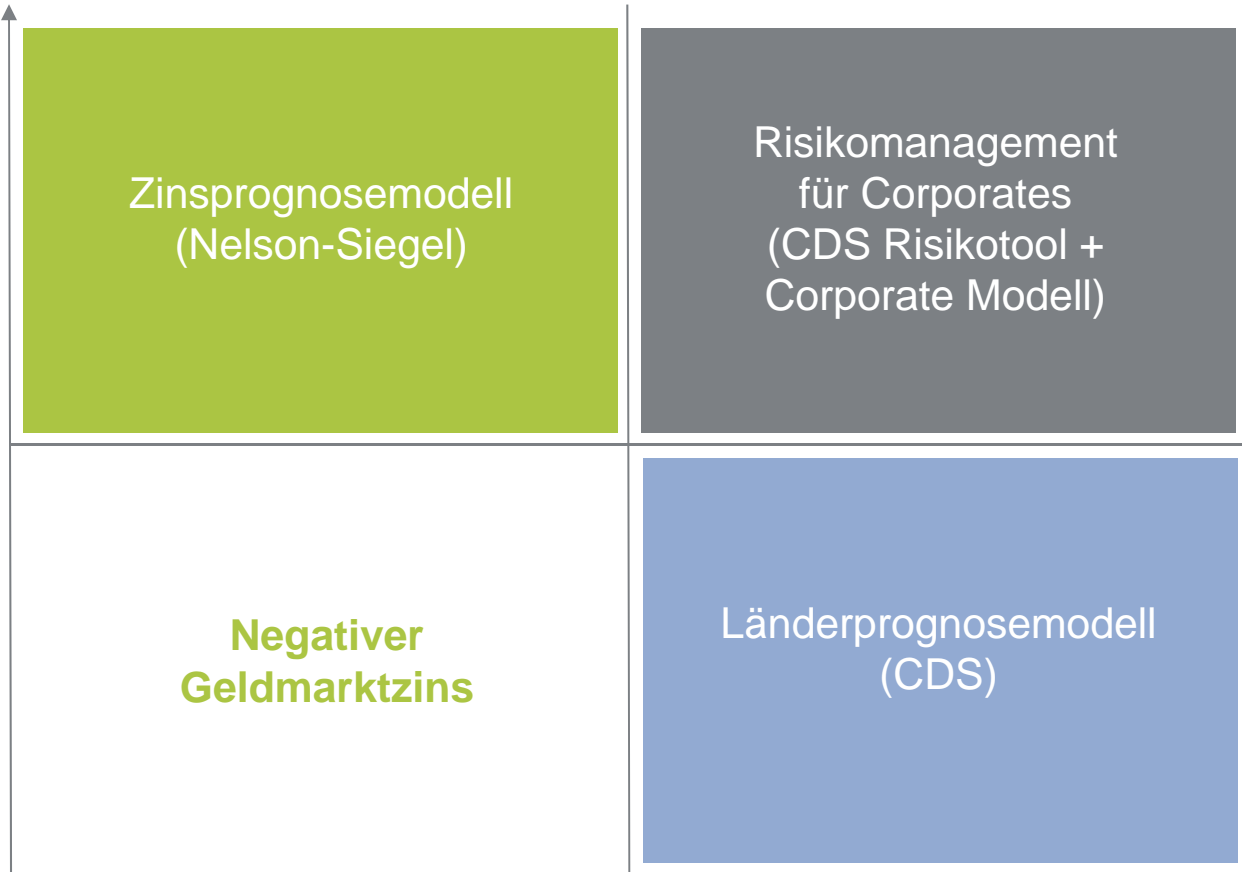 Zinsprognosemodell
(Nelson-Siegel)
Risikomanagement
für Corporates
(CDS Risikotool +
Corporate Modell)
Negativer
Geldmarktzins
Länderprognosemodell
(CDS)